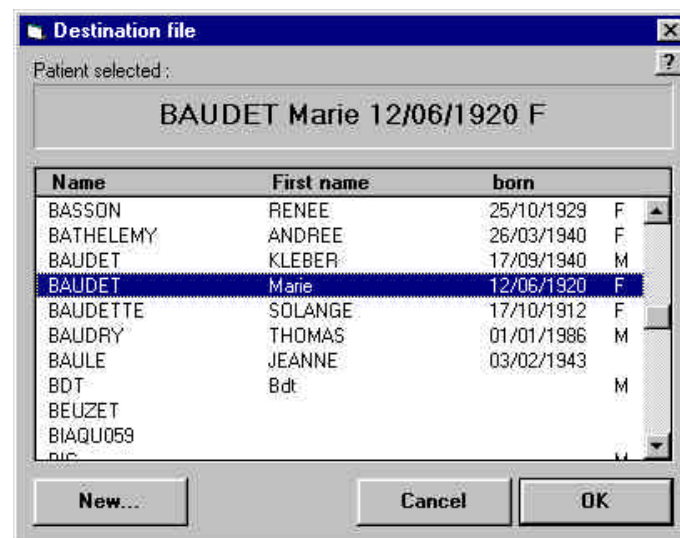 Destination file
Patient selected :
?
BAUDET Marie 12/06/1920 F
Name First name born
BASSON RENEE 25/10/1929 F
BATHELEMY ANDREE 26/03/1940 F
BAUDET KLEBER 17/09/1940 M
BAUDET Marie 12/06/1920 F
BAUDETTE SOLANGE 17/10/1912 F
BAUDRY THOMAS 01/01/1986 M
BAULE JEANNE 03/02/1943
BDT Bdt M
BEUZET
BIAQU059
New... Cancel OK